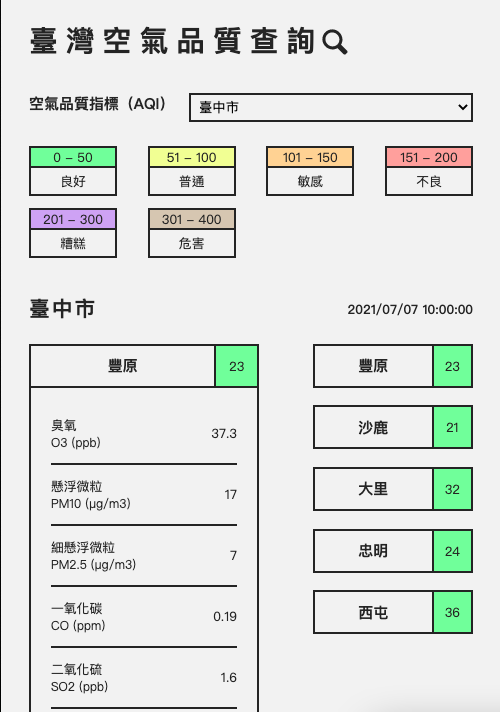 臺灣空氣品質查詢
空氣品質指標（AQI）
臺中市
0 – 50
良好
51 – 100
普通
101 – 150
敏感
151 – 200
不良
201 – 300
糟糕
301 – 400
危害
臺中市
2021/07/07 10:00:00
豐原 23
臭氧
O3 (ppb)
37.3
懸浮微粒
PM10 (μg/m3)
17
細懸浮微粒
PM2.5 (μg/m3)
7
一氧化碳
CO (ppm)
0.19
二氧化硫
SO2 (ppb)
1.6
豐原 23
沙鹿 21
大里 32
忠明 24
西屯 36